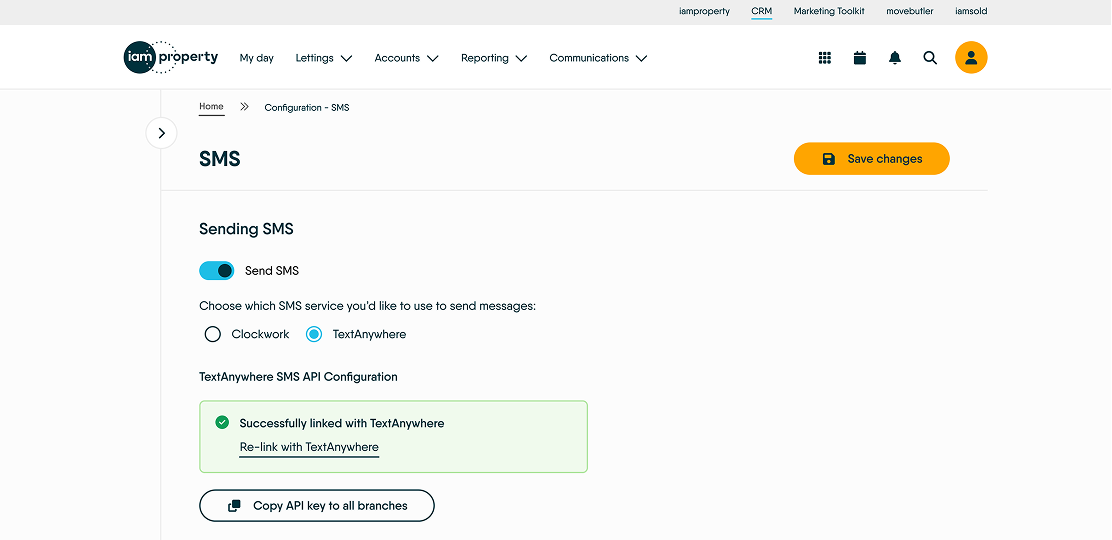 iamproperty CRM Marketing Toolkit movebutler iamsold
iam property My day Lettings Accounts Reporting Communications
Home Configuration - SMS
SMS Save changes
Sending SMS
Send SMS
Choose which SMS service you'd like to use to send messages:
Clockwork TextAnywhere
TextAnywhere SMS API Configuration
Successfully linked with TextAnywhere
Re-link with TextAnywhere
Copy API key to all branches